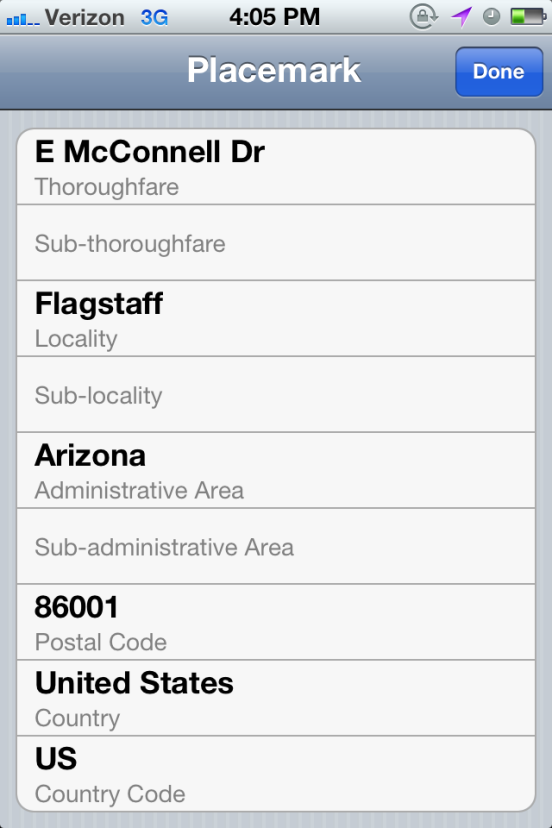 Verizon 3G 4:05 PM
Placemark
Done
E McConnell Dr
Thoroughfare
Sub-thoroughfare
Flagstaff
Locality
Sub-locality
Arizona
Administrative Area
Sub-administrative Area
86001
Postal Code
United States
Country
US
Country Code